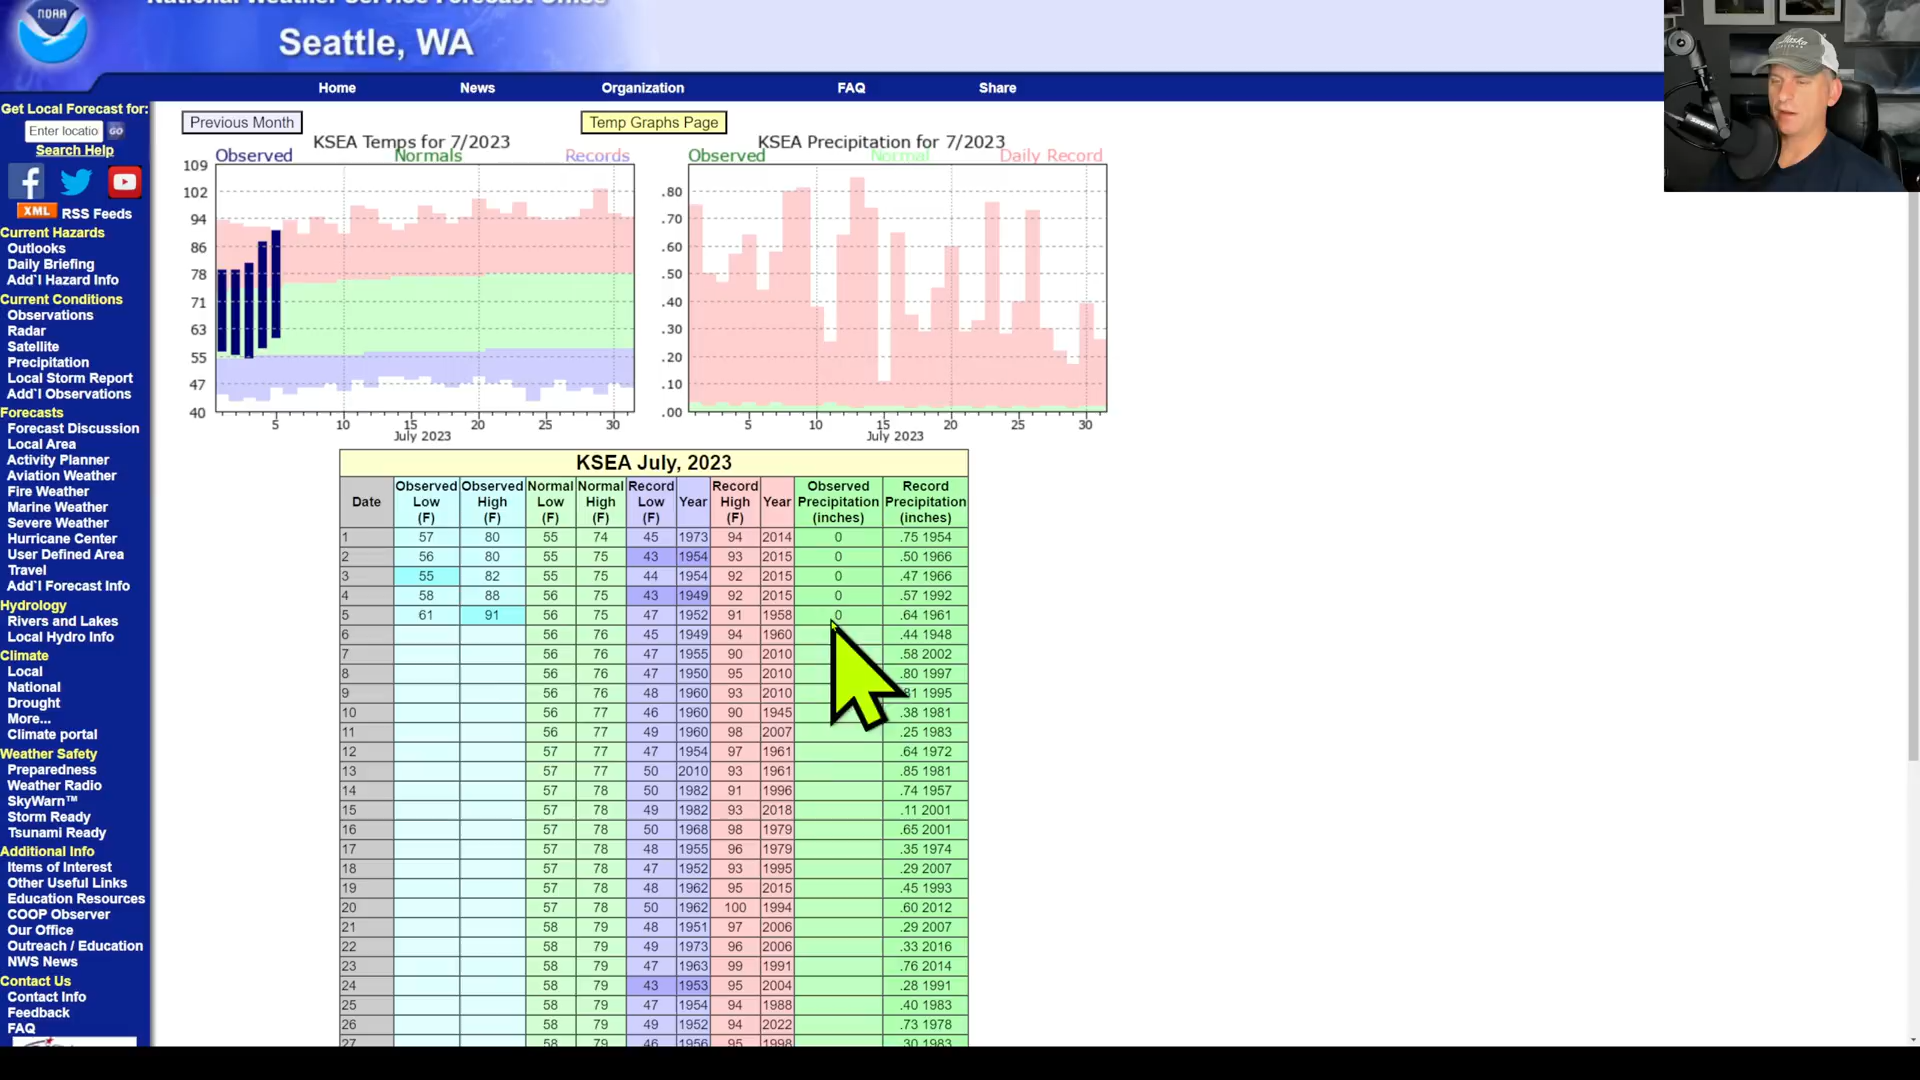 NOAA
National Weather Service Forecast Office
Seattle, WA
Home News Organization FAQ Share
Get Local Forecast for:
Enter locatio GO
Search Help
XML RSS Feeds
Current Hazards
Outlooks
Daily Briefing
Add`l Hazard Info
Current Conditions
Observations
Radar
Satellite
Precipitation
Local Storm Report
Add`l Observations
Forecasts
Forecast Discussion
Local Area
Activity Planner
Aviation Weather
Fire Weather
Marine Weather
Severe Weather
Hurricane Center
User Defined Area
Travel
Add`l Forecast Info
Hydrology
Rivers and Lakes
Local Hydro Info
Climate
Local
National
Drought
More...
Climate portal
Weather Safety
Preparedness
Weather Radio
SkyWarn™
Storm Ready
Tsunami Ready
Additional Info
Items of Interest
Other Useful Links
Education Resources
COOP Observer
Our Office
Outreach / Education
NWS News
Contact Us
Contact Info
Feedback
FAQ
Previous Month
Temp Graphs Page
KSEA Temps for 7/2023
Observed Normals Records
109
102
94
86
78
71
63
55
47
40
5 10 15 20 25 30
July 2023
KSEA Precipitation for 7/2023
Observed Normal Daily Record
.80
.70
.60
.50
.40
.30
.20
.10
.00
5 10 15 20 25 30
July 2023
KSEA July, 2023
Date Observed Low (F) Observed High (F) Normal Low (F) Normal High (F) Record Low (F) Year Record High (F) Year Observed Precipitation (inches) Record Precipitation (inches)
1 57 80 55 74 45 1973 94 2014 0 .75 1954
2 56 80 55 75 43 1954 93 2015 0 .50 1966
3 55 82 55 75 44 1954 92 2015 0 .47 1966
4 58 88 56 75 43 1949 92 2015 0 .57 1992
5 61 91 56 75 47 1952 91 1958 0 .64 1961
6 56 76 45 1949 94 1960 .44 1948
7 56 76 47 1955 90 2010 .58 2002
8 56 76 47 1950 95 2010 .80 1997
9 56 76 48 1960 93 2010 81 1995
10 56 77 46 1960 90 1945 .38 1981
11 56 77 49 1960 98 2007 .25 1983
12 57 77 47 1954 97 1961 .64 1972
13 57 77 50 2010 93 1961 .85 1981
14 57 78 50 1982 91 1996 .74 1957
15 57 78 49 1982 93 2018 .11 2001
16 57 78 50 1968 98 1979 .65 2001
17 57 78 48 1955 96 1979 .35 1974
18 57 78 47 1952 93 1995 .29 2007
19 57 78 48 1962 95 2015 .45 1993
20 57 78 50 1962 100 1994 .60 2012
21 58 79 48 1951 97 2006 .29 2007
22 58 79 49 1973 96 2006 .33 2016
23 58 79 47 1963 99 1991 .76 2014
24 58 79 43 1953 95 2004 .28 1991
25 58 79 47 1954 94 1988 .40 1983
26 58 79 49 1952 94 2022 .73 1978
27 58 79 46 1956 95 1998 .30 1983
Alaska